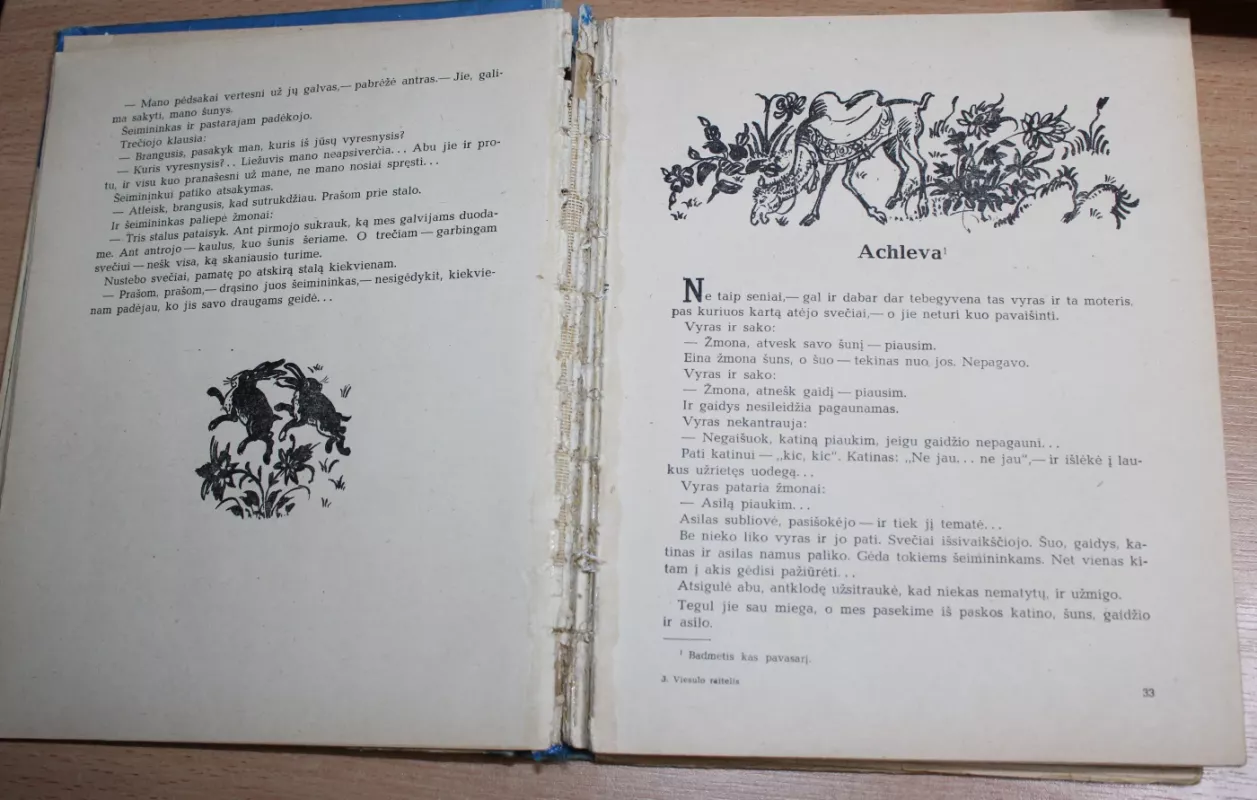 — Mano pėdsakai vertesni už jų galvas,— pabrėžė antras.— Jie, gali-
ma sakyti, mano šunys.
Šeimininkas ir pastarajam padėkojo.
Trečiojo klausia:
— Brangusis, pasakyk man, kuris iš jūsų vyresnysis?
— Kuris vyresnysis?.. Liežuvis mano neapsiverčia... Abu jie ir pro-
tu, ir visu kuo pranašesni už mane, ne mano nosiai spręsti...
Šeimininkui patiko atsakymas.
— Atleisk, brangusis, kad sutrukdžiau. Prašom prie stalo.
Ir šeimininkas paliepė žmonai:
— Tris stalus pataisyk. Ant pirmojo sukrauk, ką mes galvijams duoda-
me. Ant antrojo — kaulus, kuo šunis šeriame. O trečiam — garbingam
svečiui — nešk visa, ką skaniausio turime.
Nustebo svečiai, pamatę po atskirą stalą kiekvienam.
— Prašom, prašom,— drąsino juos šeimininkas,— nesigėdykit, kiekvie-
nam padėjau, ko jis savo draugams geidė...
Achleva¹
Ne taip seniai,— gal ir dabar dar tebegyvena tas vyras ir ta moteris,
pas kuriuos kartą atėjo svečiai,— o jie neturi kuo pavaišinti.
Vyras ir sako:
— Žmona, atvesk savo šunį — piausim.
Eina žmona šuns, o šuo — tekinas nuo jos. Nepagavo.
Vyras ir sako:
— Žmona, atnešk gaidį — piausim.
Ir gaidys nesileidžia pagaunamas.
Vyras nekantrauja:
— Negaišuok, katiną piaukim, jeigu gaidžio nepagauni...
Pati katinui — „kic, kic“. Katinas: „Ne jau... ne jau“,— ir išlėkė į lau-
kus užrietęs uodegą...
Vyras pataria žmonai:
— Asilą piaukim...
Asilas subliovė, pasišokėjo — ir tiek jį tematė...
Be nieko liko vyras ir jo pati. Svečiai išsivaikščiojo. Šuo, gaidys, ka-
tinas ir asilas namus paliko. Gėda tokiems šeimininkams. Net vienas ki-
tam į akis gėdisi pažiūrėti...
Atsigulė abu, antklodę užsitraukė, kad niekas nematytų, ir užmigo.
Tegul jie sau miega, o mes pasekime iš paskos katino, šuns, gaidžio
ir asilo.
¹ Badmetis kas pavasarį.
3. Viesulo raitelis
33